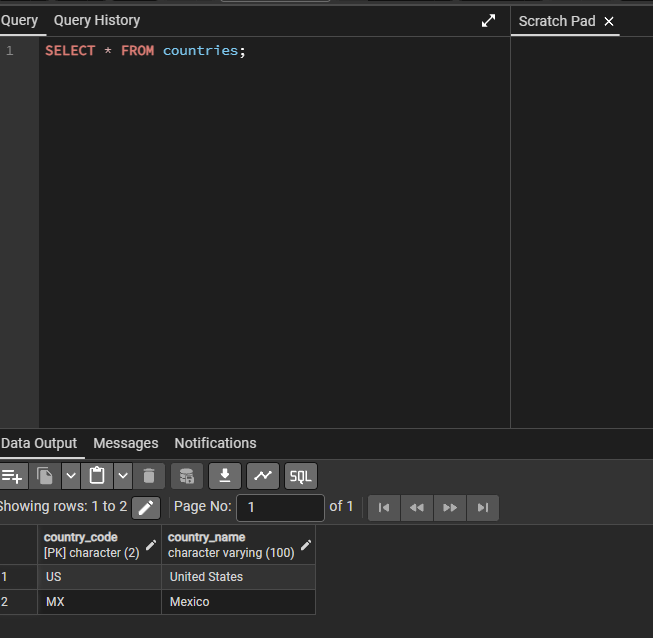 Query Query History Scratch Pad
1 SELECT * FROM countries;
Data Output Messages Notifications
SQL
Showing rows: 1 to 2 Page No: 1 of 1
country_code country_name
[PK] character (2) character varying (100)
1 US United States
2 MX Mexico